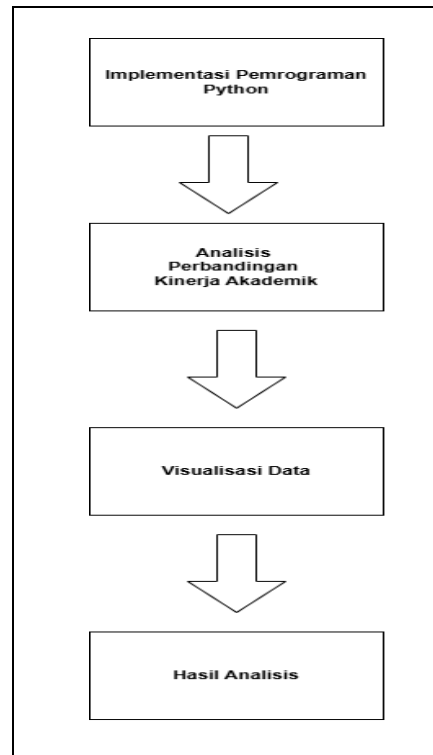 Implementasi Pemrograman
Python
Analisis
Perbandingan
Kinerja Akademik
Visualisasi Data
Hasil Analisis